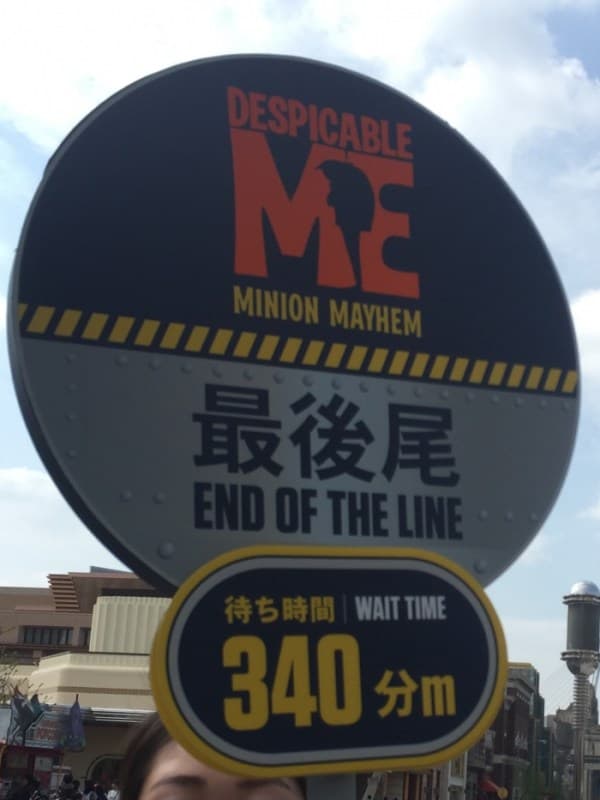 DESPICABLE
ME
MINION MAYHEM
最後尾
END OF THE LINE
待ち時間 | WAIT TIME
340 分m